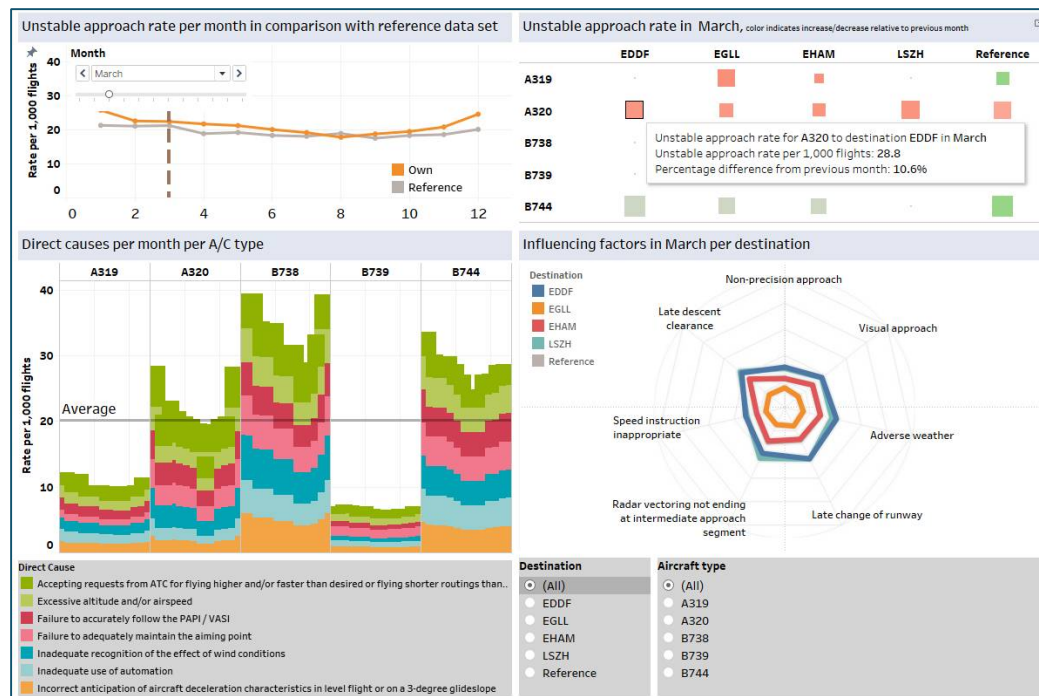 Unstable approach rate per month in comparison with reference data set
Month
March
Rate per 1,000 flights
40
30
20
10
0
0 2 4 6 8 10 12
Own
Reference
Unstable approach rate in March, color indicates increase/decrease relative to previous month
EDDF EGLL EHAM LSZH Reference
A319
A320
B738
B739
B744
Unstable approach rate for A320 to destination EDDF in March
Unstable approach rate per 1,000 flights: 28.8
Percentage difference from previous month: 10.6%
Direct causes per month per A/C type
A319 A320 B738 B739 B744
Rate per 1,000 flights
40
30
Average
20
10
0
Direct Cause
Accepting requests from ATC for flying higher and/or faster than desired or flying shorter routings than..
Excessive altitude and/or airspeed
Failure to accurately follow the PAPI / VASI
Failure to adequately maintain the aiming point
Inadequate recognition of the effect of wind conditions
Inadequate use of automation
Incorrect anticipation of aircraft deceleration characteristics in level flight or on a 3-degree glideslope
Influencing factors in March per destination
Destination
EDDF
EGLL
EHAM
LSZH
Reference
Non-precision approach
Visual approach
Adverse weather
Late change of runway
Radar vectoring not ending
at intermediate approach
segment
Speed instruction
inappropriate
Late descent
clearance
Destination
(All)
EDDF
EGLL
EHAM
LSZH
Reference
Aircraft type
(All)
A319
A320
B738
B739
B744